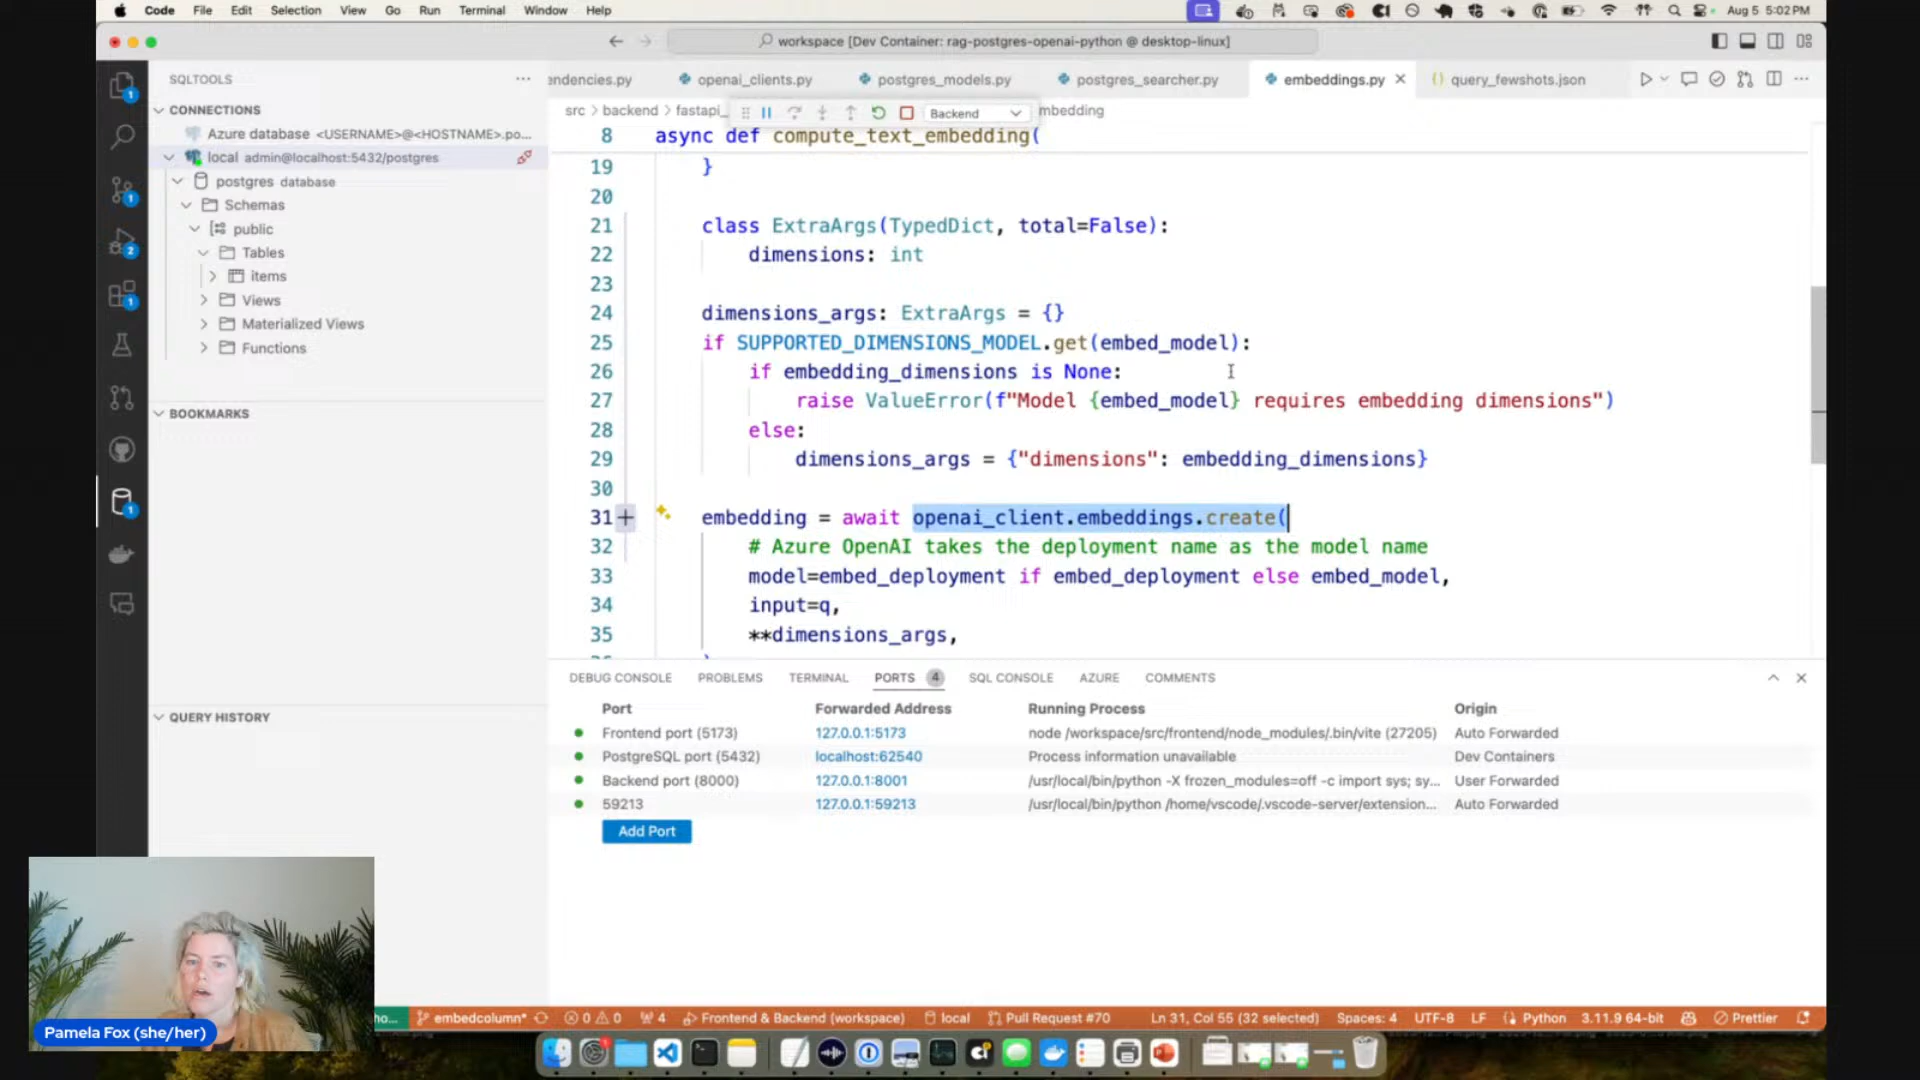 Code File Edit Selection View Go Run Terminal Window Help
Aug 5 5:02 PM
workspace [Dev Container: rag-postgres-openai-python @ desktop-linux]
SQLTOOLS
endencies.py openai_clients.py postgres_models.py postgres_searcher.py embeddings.py query_fewshots.json
CONNECTIONS
Azure database <USERNAME>@<HOSTNAME>.po...
local admin@localhost:5432/postgres
postgres database
Schemas
public
Tables
items
Views
Materialized Views
Functions
BOOKMARKS
QUERY HISTORY
src > backend > fastapi_
Backend
mbedding
8 async def compute_text_embedding(
19 }
20
21 class ExtraArgs(TypedDict, total=False):
22 dimensions: int
23
24 dimensions_args: ExtraArgs = {}
25 if SUPPORTED_DIMENSIONS_MODEL.get(embed_model):
26 if embedding_dimensions is None:
27 raise ValueError(f"Model {embed_model} requires embedding dimensions")
28 else:
29 dimensions_args = {"dimensions": embedding_dimensions}
30
31 embedding = await openai_client.embeddings.create(
32 # Azure OpenAI takes the deployment name as the model name
33 model=embed_deployment if embed_deployment else embed_model,
34 input=q,
35 **dimensions_args,
DEBUG CONSOLE PROBLEMS TERMINAL PORTS 4 SQL CONSOLE AZURE COMMENTS
Port Forwarded Address Running Process Origin
Frontend port (5173) 127.0.0.1:5173 node /workspace/src/frontend/node_modules/.bin/vite (27205) Auto Forwarded
PostgreSQL port (5432) localhost:62540 Process information unavailable Dev Containers
Backend port (8000) 127.0.0.1:8001 /usr/local/bin/python -X frozen_modules=off -c import sys; sy... User Forwarded
59213 127.0.0.1:59213 /usr/local/bin/python /home/vscode/.vscode-server/extension... Auto Forwarded
Add Port
Pamela Fox (she/her)
ho... embedcolumn* 0 0 4 Frontend & Backend (workspace) local Pull Request #70 Ln 31, Col 55 (32 selected) Spaces: 4 UTF-8 LF Python 3.11.9 64-bit Prettier